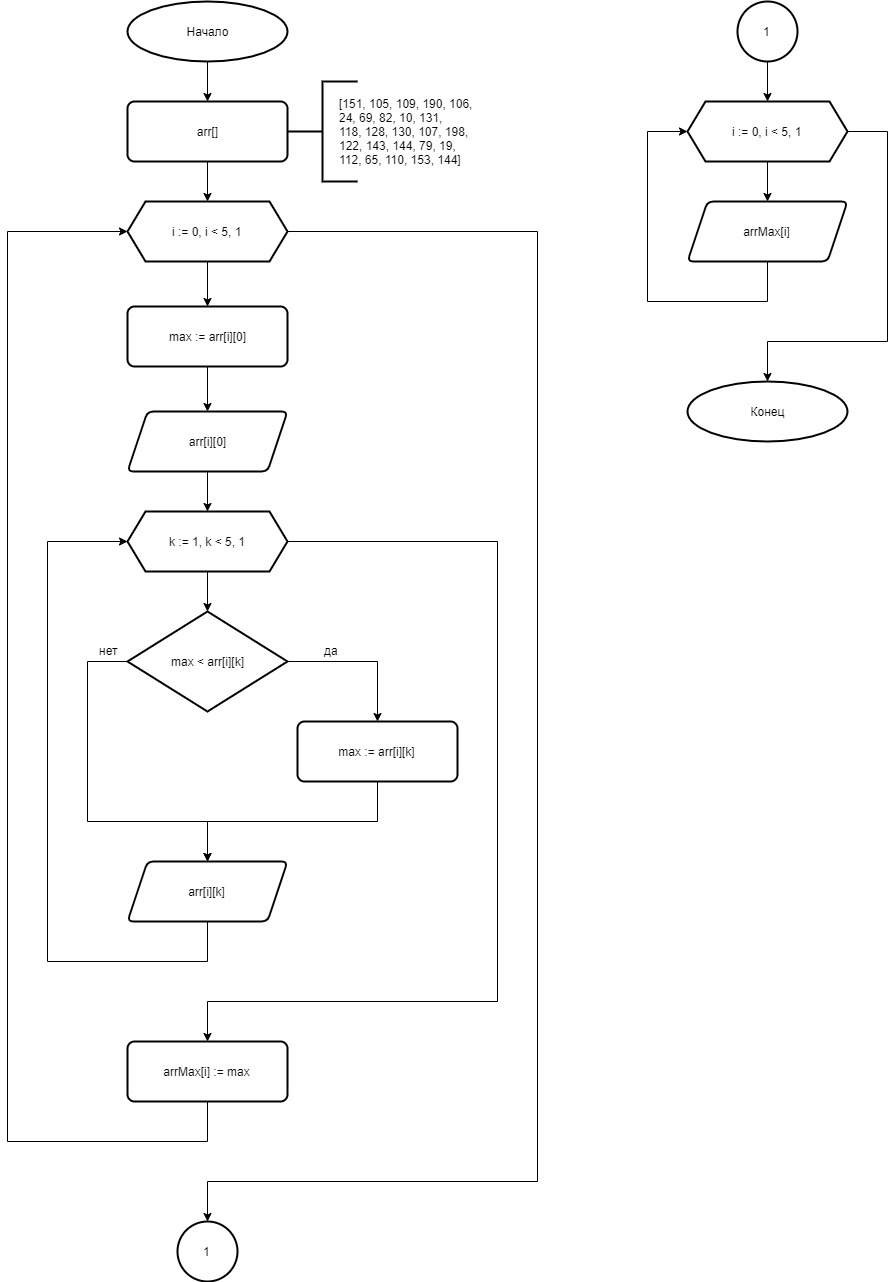 Начало
arr[]
[151, 105, 109, 190, 106,
24, 69, 82, 10, 131,
118, 128, 130, 107, 198,
122, 143, 144, 79, 19,
112, 65, 110, 153, 144]
i := 0, i < 5, 1
max := arr[i][0]
arr[i][0]
k := 1, k < 5, 1
нет
max < arr[i][k]
да
max := arr[i][k]
arr[i][k]
arrMax[i] := max
1
1
i := 0, i < 5, 1
arrMax[i]
Конец